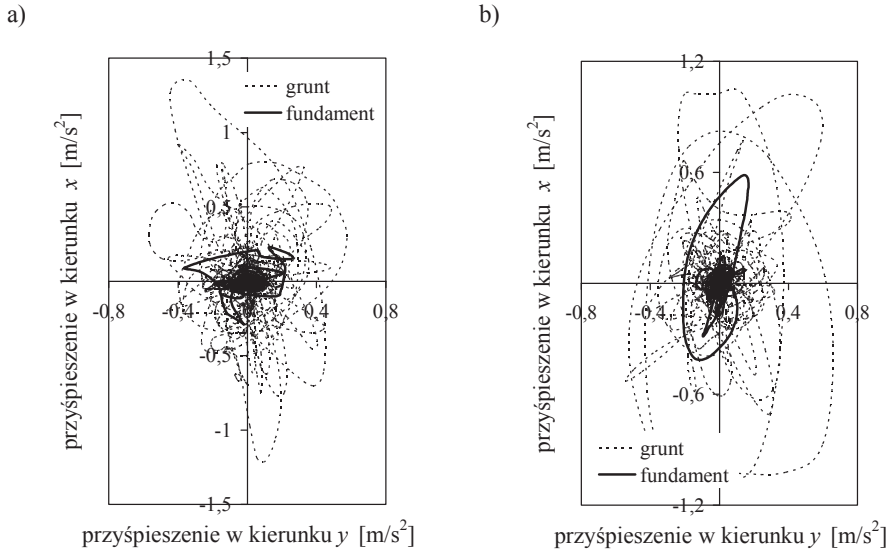 a)
b)
1,5
grunt
fundament
1
0,5
-0,8
-0,4
0,4
0,8
-0,5
-1
-1,5
przyśpieszenie w kierunku x [m/s²]
przyśpieszenie w kierunku y [m/s²]
1,2
0,6
-0,8
-0,4
0,0
0,4
0,8
-0,6
grunt
fundament
-1,2
przyśpieszenie w kierunku x [m/s²]
przyśpieszenie w kierunku y [m/s²]